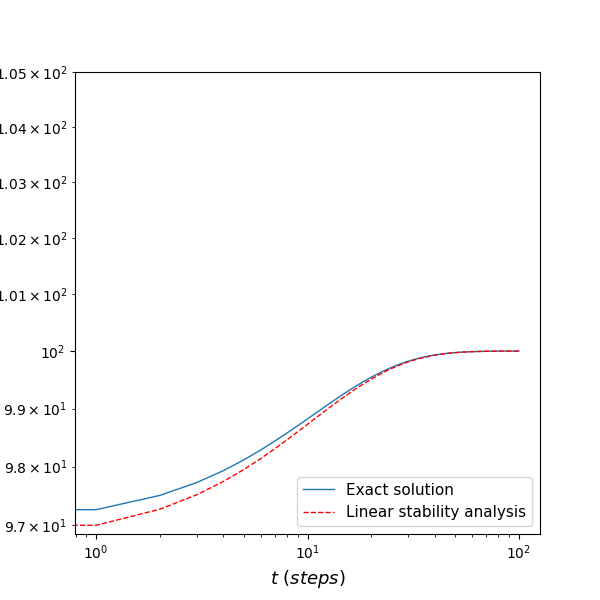 1.05 × 10²
1.04 × 10²
1.03 × 10²
1.02 × 10²
1.01 × 10²
10²
9.9 × 10¹
9.8 × 10¹
9.7 × 10¹
Exact solution
Linear stability analysis
10⁰
10¹
10²
t (steps)